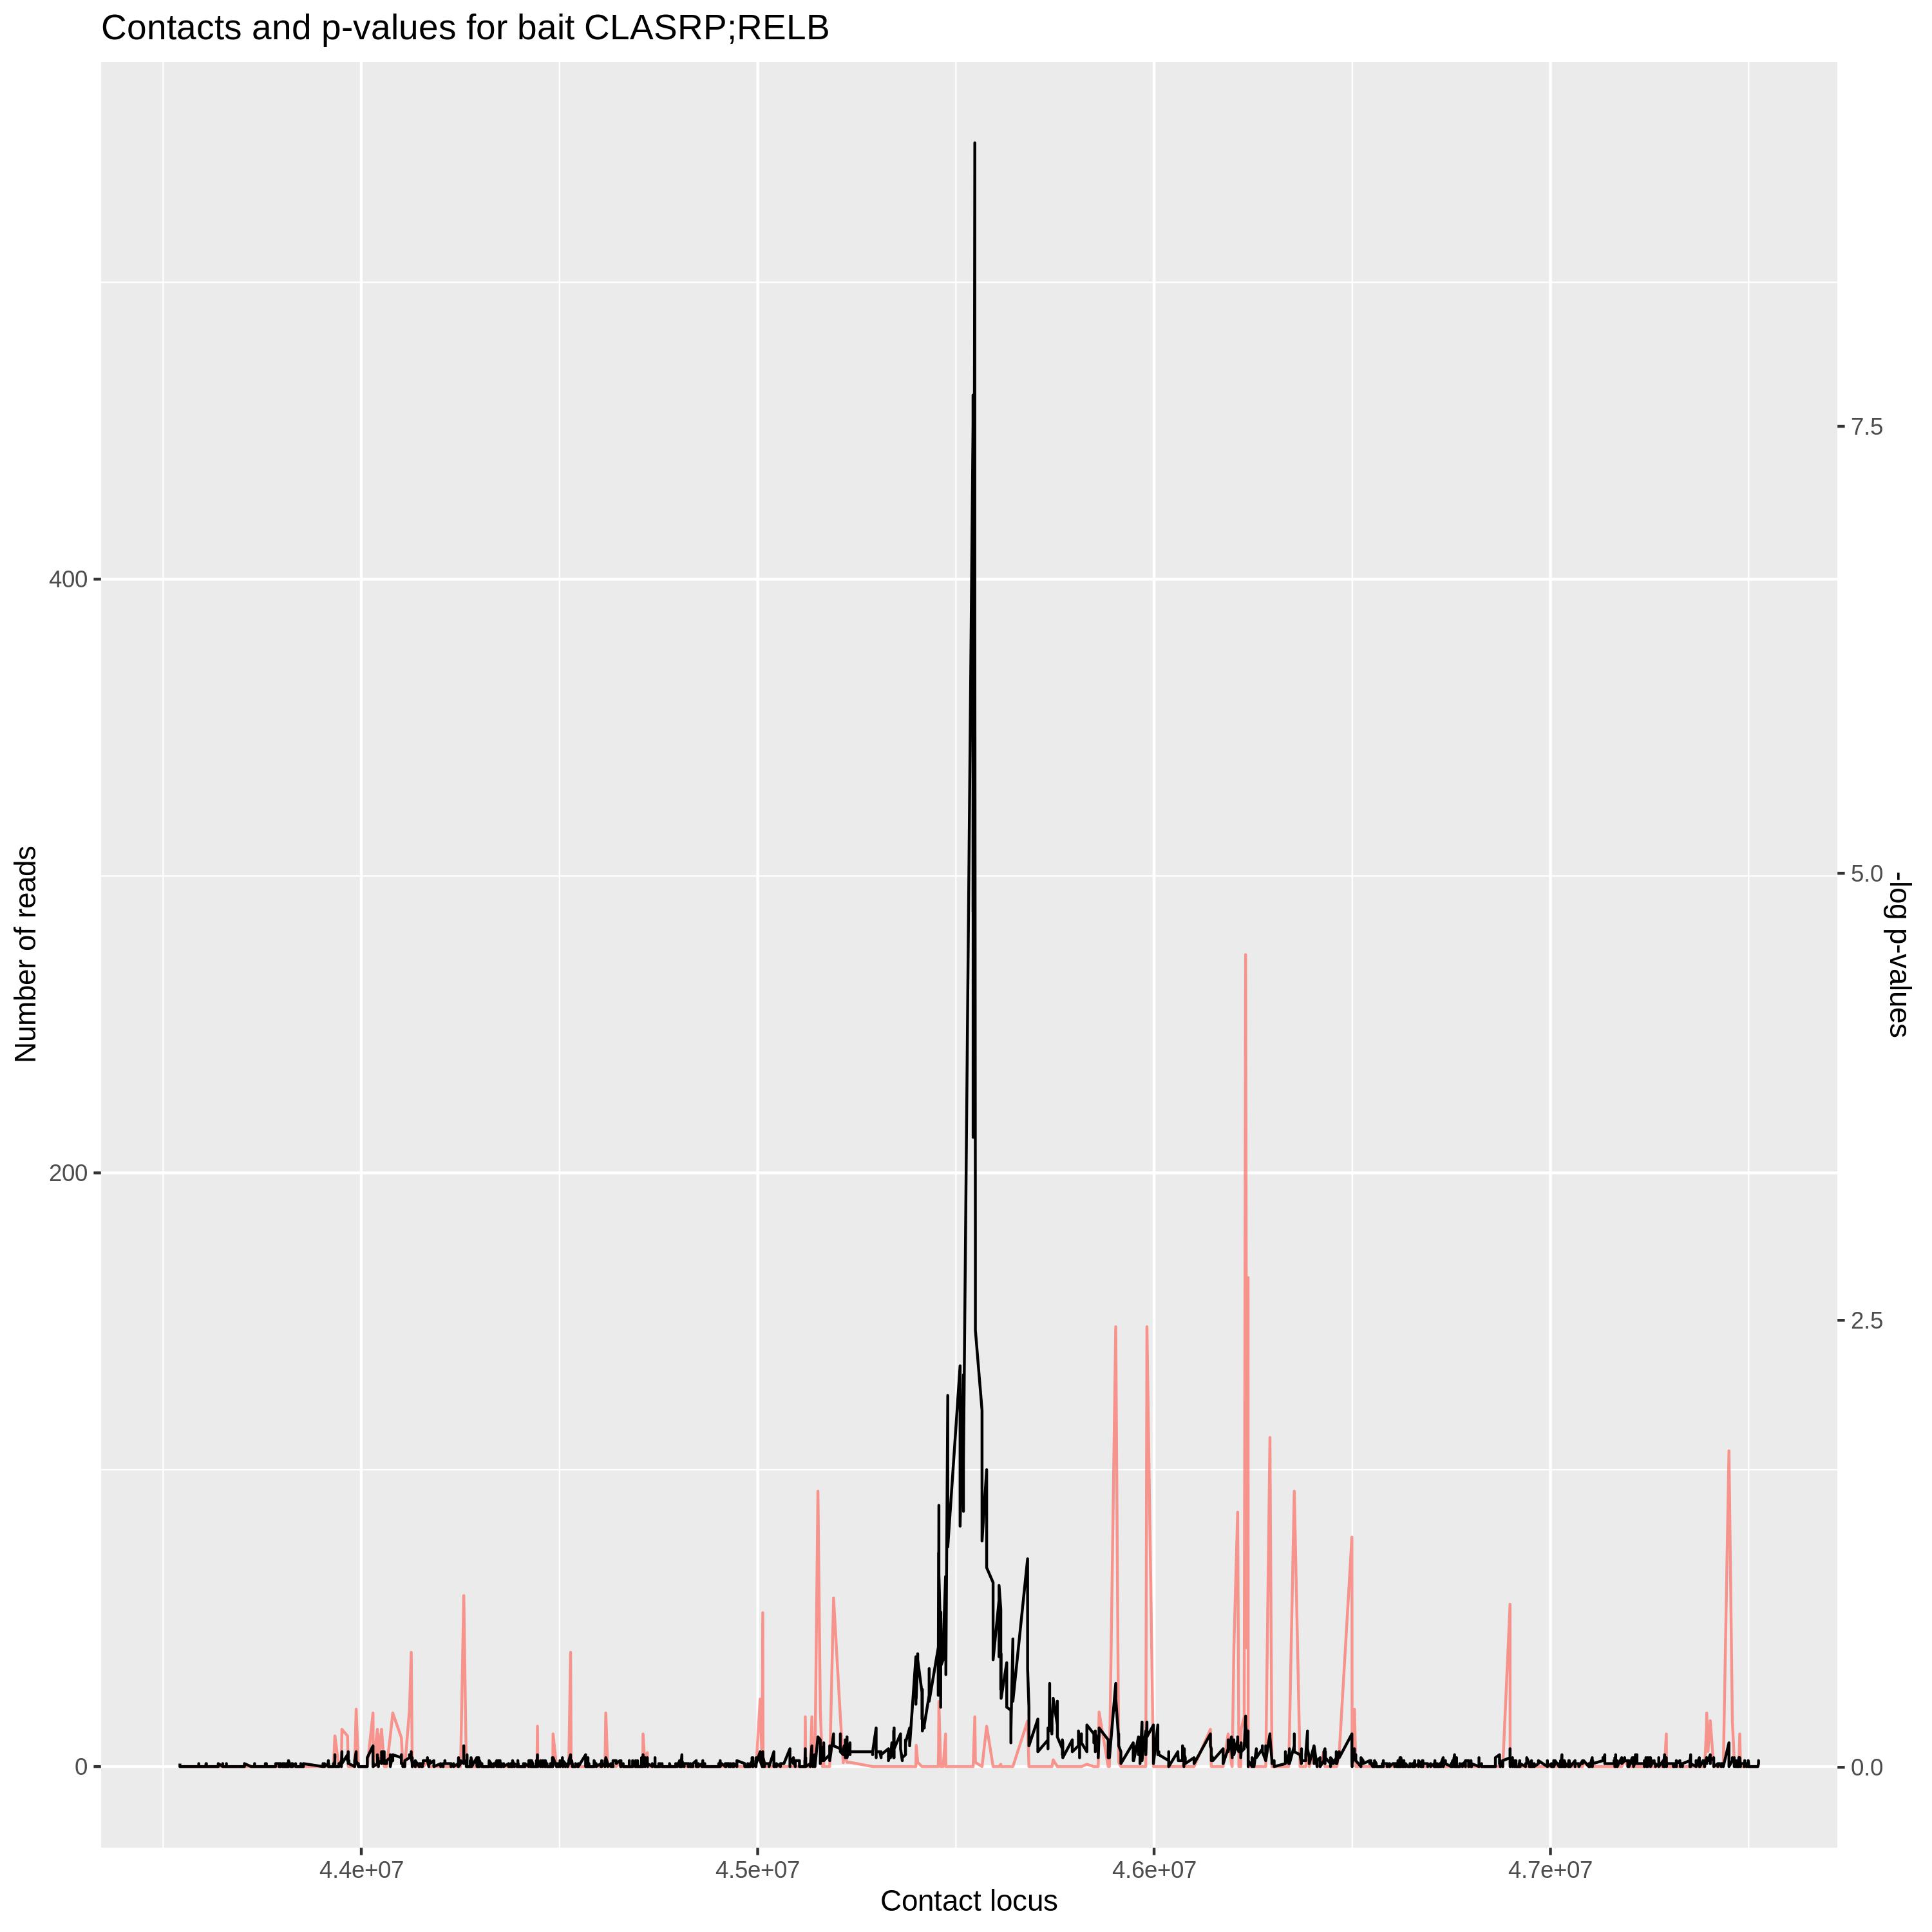 Contacts and p-values for bait CLASRP;RELB
Number of reads
400
200
0
7.5
5.0
2.5
0.0
-log p-values
4.4e+07
4.5e+07
4.6e+07
4.7e+07
Contact locus